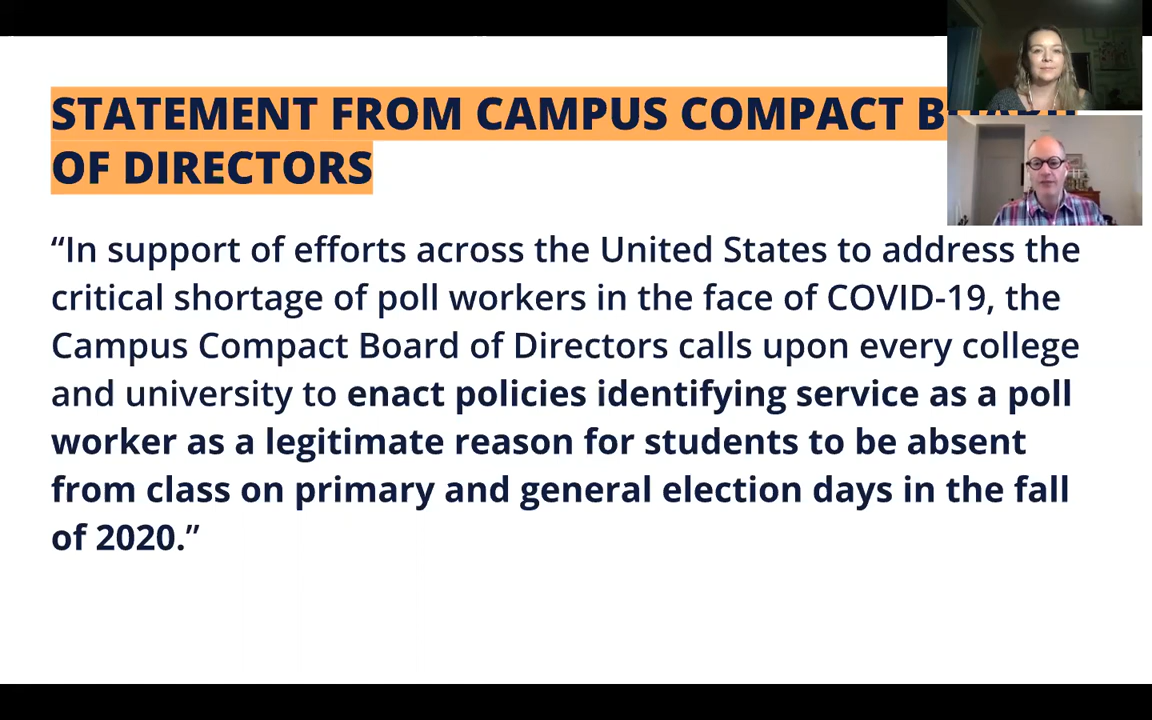 STATEMENT FROM CAMPUS COMPACT
OF DIRECTORS
“In support of efforts across the United States to address the
critical shortage of poll workers in the face of COVID-19, the
Campus Compact Board of Directors calls upon every college
and university to enact policies identifying service as a poll
worker as a legitimate reason for students to be absent
from class on primary and general election days in the fall
of 2020.”